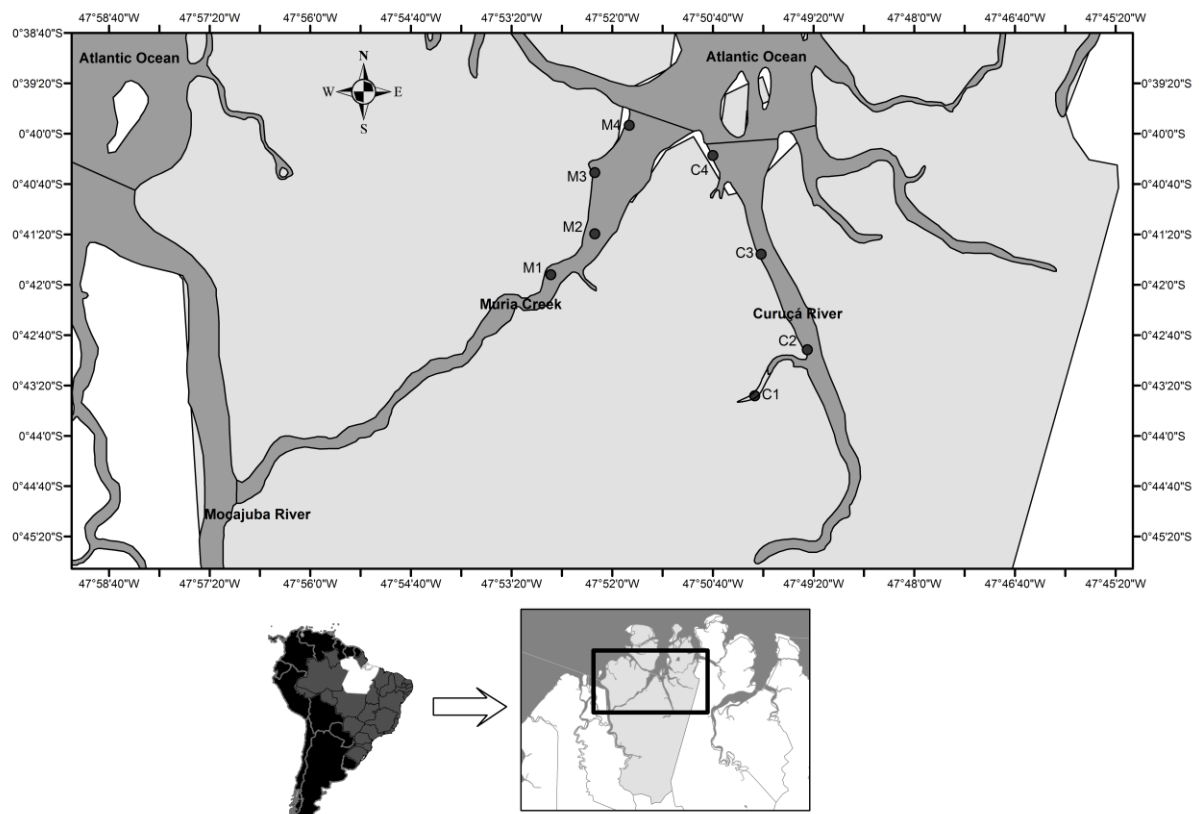 47°58'40"W 47°57'20"W 47°56'0"W 47°54'40"W 47°53'20"W 47°52'0"W 47°50'40"W 47°49'20"W 47°48'0"W 47°46'40"W 47°45'20"W
0°38'40"S 0°38'40"S
Atlantic Ocean Atlantic Ocean
N
0°39'20"S 0°39'20"S
W E
S
M4
0°40'0"S 0°40'0"S
C4
M3
0°40'40"S 0°40'40"S
M2
0°41'20"S 0°41'20"S
C3
M1
0°42'0"S 0°42'0"S
Muria Creek
Curuçá River
0°42'40"S 0°42'40"S
C2
0°43'20"S 0°43'20"S
C1
0°44'0"S 0°44'0"S
0°44'40"S 0°44'40"S
Mocajuba River
0°45'20"S 0°45'20"S
47°58'40"W 47°57'20"W 47°56'0"W 47°54'40"W 47°53'20"W 47°52'0"W 47°50'40"W 47°49'20"W 47°48'0"W 47°46'40"W 47°45'20"W